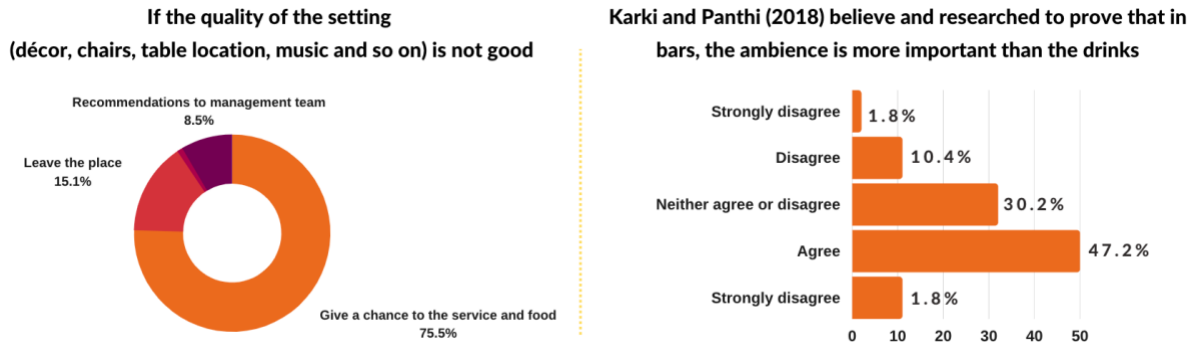 If the quality of the setting
(décor, chairs, table location, music and so on) is not good
Recommendations to management team
8.5%
Leave the place
15.1%
Give a chance to the service and food
75.5%
Karki and Panthi (2018) believe and researched to prove that in
bars, the ambience is more important than the drinks
Strongly disagree
1.8%
Disagree
10.4%
Neither agree or disagree
30.2%
Agree
47.2%
Strongly disagree
1.8%
0 10 20 30 40 50